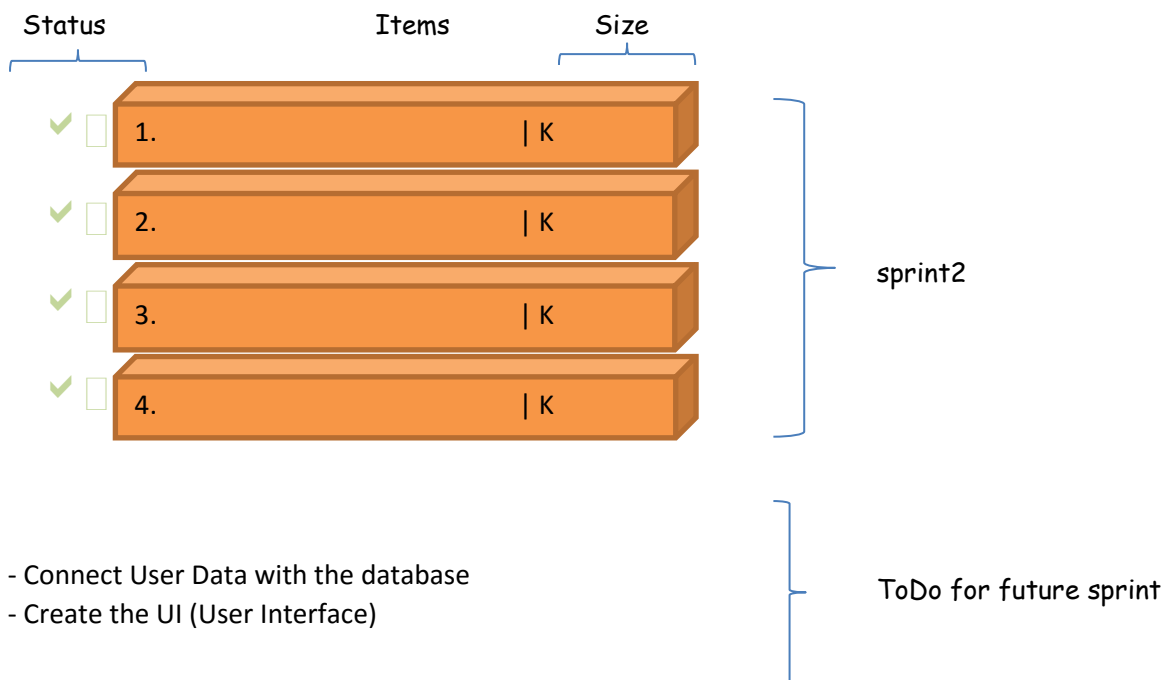 Status Items Size
1. | K
2. | K
3. | K
4. | K
sprint2
- Connect User Data with the database
- Create the UI (User Interface)
ToDo for future sprint